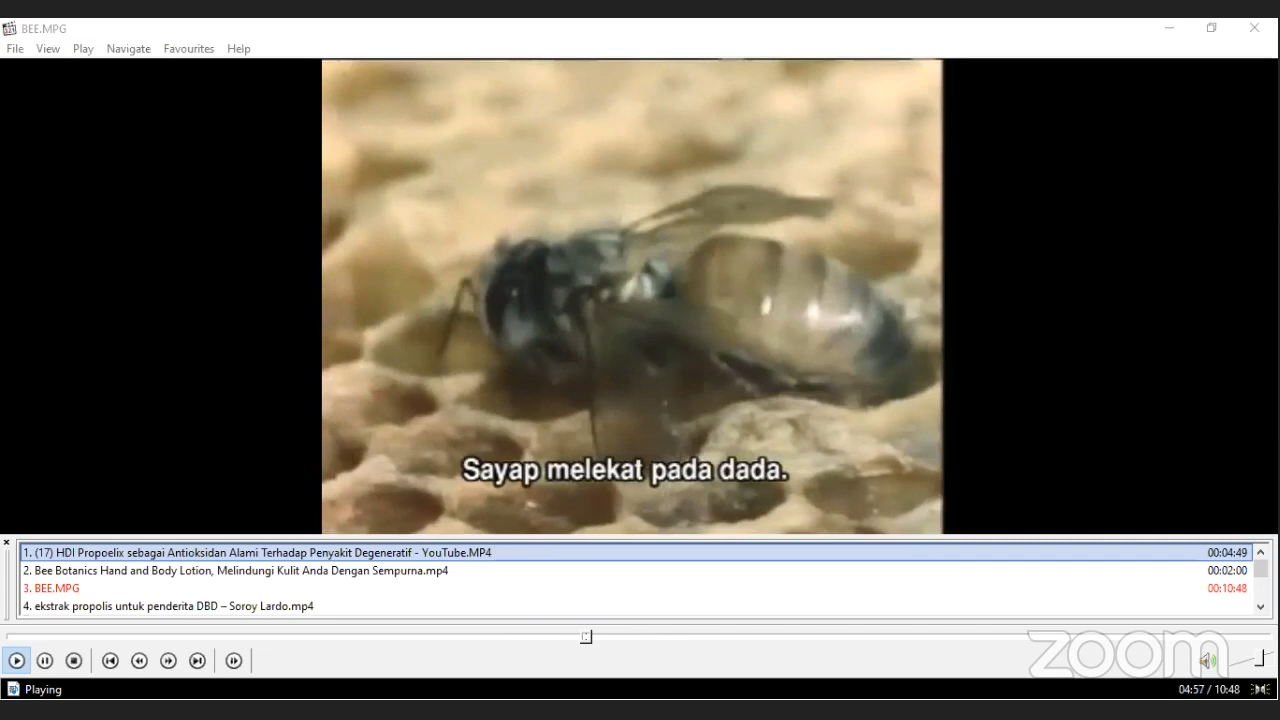 BEE.MPG
File View Play Navigate Favourites Help
Sayap melekat pada dada.
1. (17) HDI Propoelix sebagai Antioksidan Alami Terhadap Penyakit Degeneratif - YouTube.MP4 00:04:49
2. Bee Botanics Hand and Body Lotion, Melindungi Kulit Anda Dengan Sempurna.mp4 00:02:00
3. BEE.MPG 00:10:48
4. ekstrak propolis untuk penderita DBD – Soroy Lardo.mp4
zoom
Playing 04:57 / 10:48